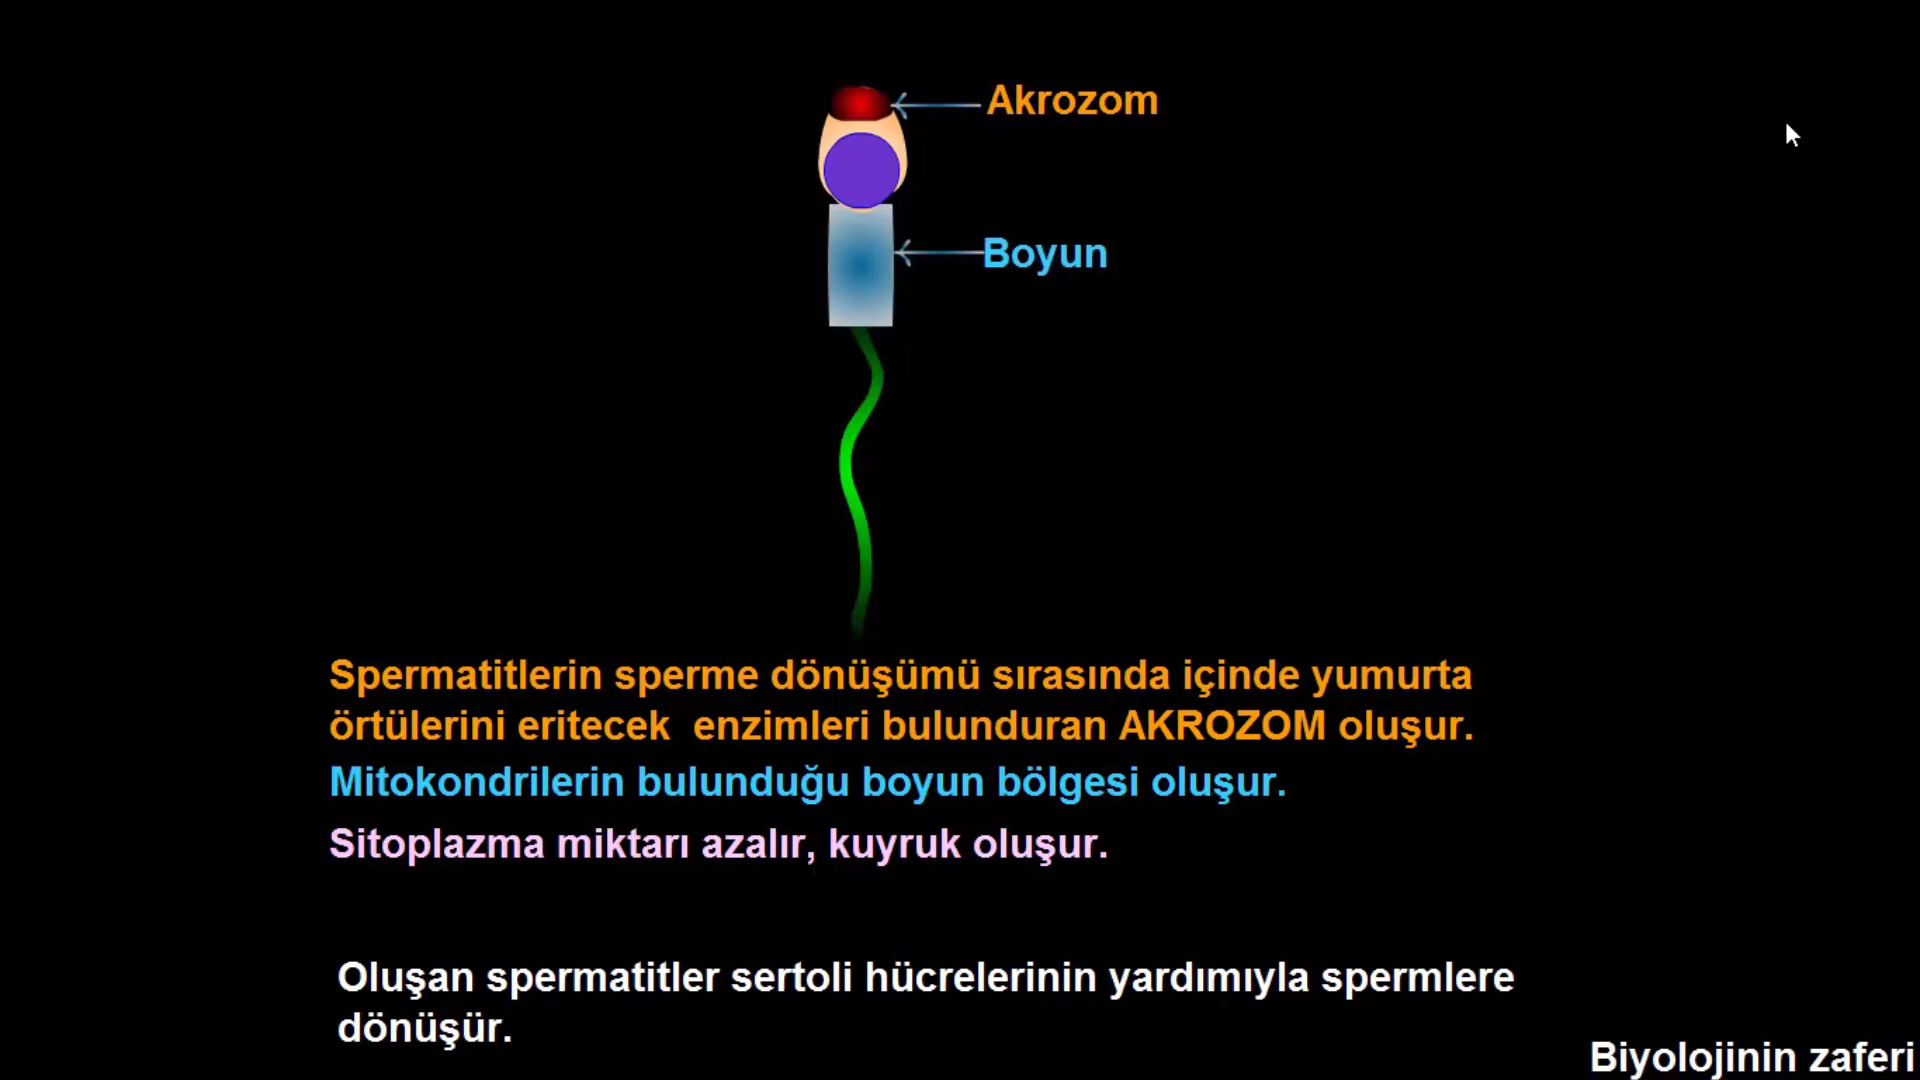 Akrozom
Boyun
Spermatitlerin sperme dönüşümü sırasında içinde yumurta
örtülerini eritecek  enzimleri bulunduran AKROZOM oluşur.
Mitokondrilerin bulunduğu boyun bölgesi oluşur.
Sitoplazma miktarı azalır, kuyruk oluşur.
Oluşan spermatitler sertoli hücrelerinin yardımıyla spermlere
dönüşür.
Biyolojinin zaferi